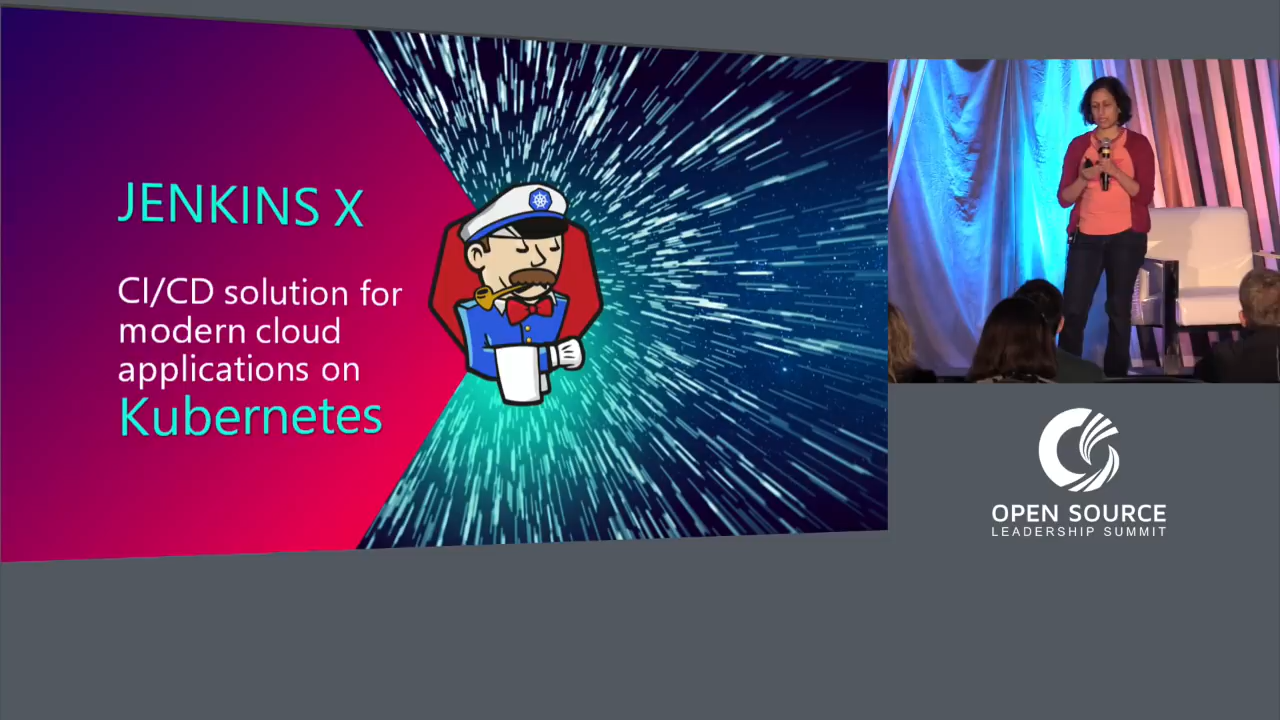 JENKINS X
CI/CD solution for
modern cloud
applications on
Kubernetes
OPEN SOURCE
LEADERSHIP SUMMIT